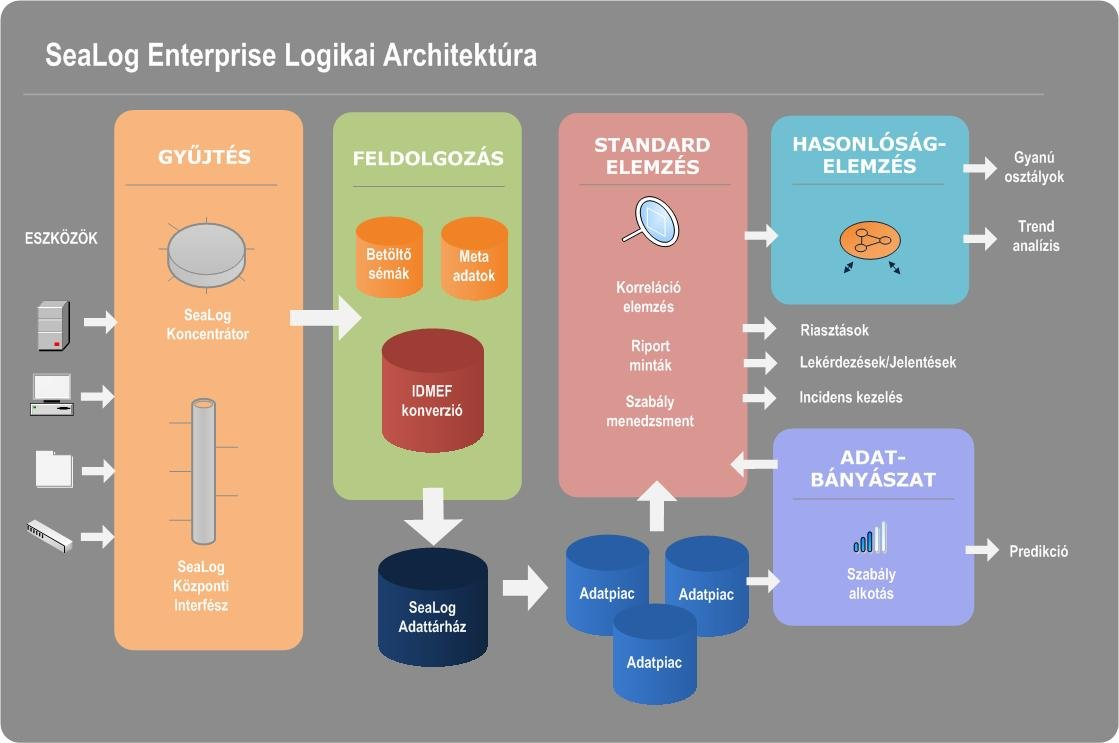 SeaLog Enterprise Logikai Architektúra
ESZKÖZÖK
GYŰJTÉS
SeaLog
Koncentrátor
SeaLog
Központi
Interfész
FELDOLGOZÁS
Betöltő
sémák
Meta
adatok
IDMEF
konverzió
SeaLog
Adattárház
STANDARD
ELEMZÉS
Korreláció
elemzés
Riport
minták
Szabály
menedzsment
Adatpiac
Adatpiac
Adatpiac
HASONLÓSÁG-
ELEMZÉS
Gyanú
osztályok
Trend
analízis
Riasztások
Lekérdezések/Jelentések
Incidens kezelés
ADAT-
BÁNYÁSZAT
Szabály
alkotás
Predikció